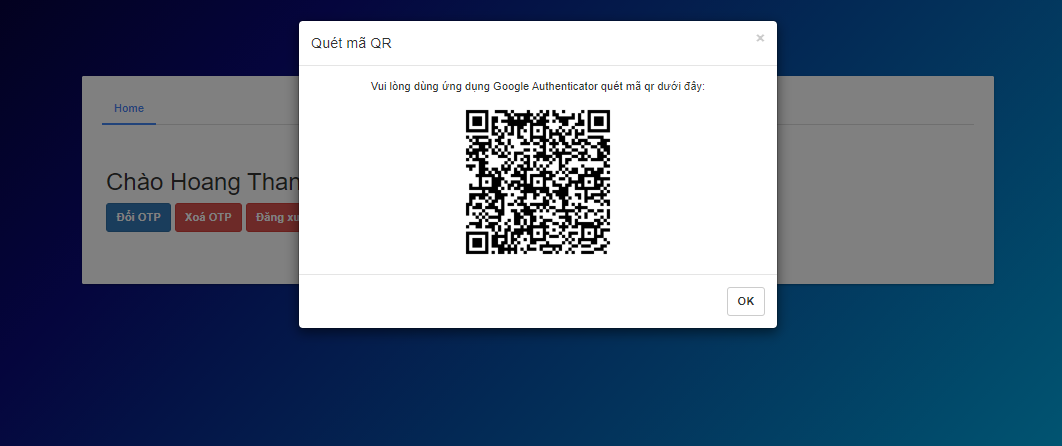 Quét mã QR
×
Vui lòng dùng ứng dụng Google Authenticator quét mã qr dưới đây:
OK
Home
Chào Hoang Than
Đổi OTP
Xoá OTP
Đăng xu